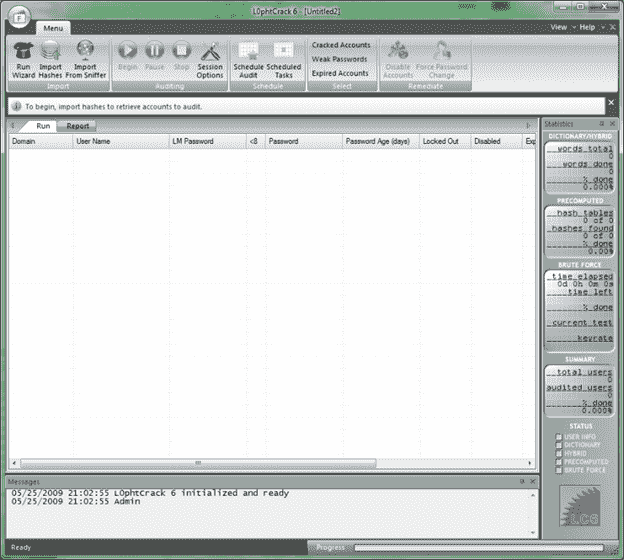 L0phtCrack 6 - [Untitled2]
Menu
View Help
Run Wizard
Import Hashes
Import From Sniffer
Import
Begin
Pause
Stop
Session Options
Auditing
Schedule Audit
Scheduled Tasks
Schedule
Cracked Accounts
Weak Passwords
Expired Accounts
Select
Disable Accounts
Force Password Change
Remediate
To begin, import hashes to retrieve accounts to audit.
Run Report
Domain User Name LM Password <8 Password Password Age (days) Locked Out Disabled Exp
Statistics
DICTIONARY/HYBRID
words total
0
words done
0
% done
0.000%
PRECOMPUTED
hash tables
0 of 0
hashes found
0 of 0
% done
0.00%
BRUTE FORCE
time elapsed
0d 0h 0m 0s
time left
% done
current test
keyrate
SUMMARY
total users
0
audited users
0
% done
0.000%
STATUS
USER INFO
DICTIONARY
HYBRID
PRECOMPUTED
BRUTE FORCE
LC6
Messages
05/25/2009 21:02:55 L0phtCrack 6 initialized and ready
05/25/2009 21:02:55 Admin
Ready
Progress